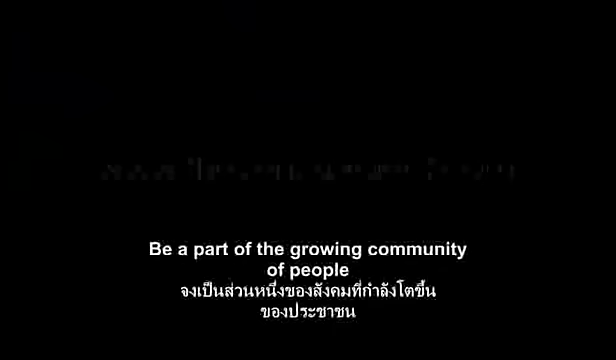 Be a part of the growing community
of people
จงเป็นส่วนหนึ่งของสังคมที่กำลังโตขึ้น
ของประชาชน